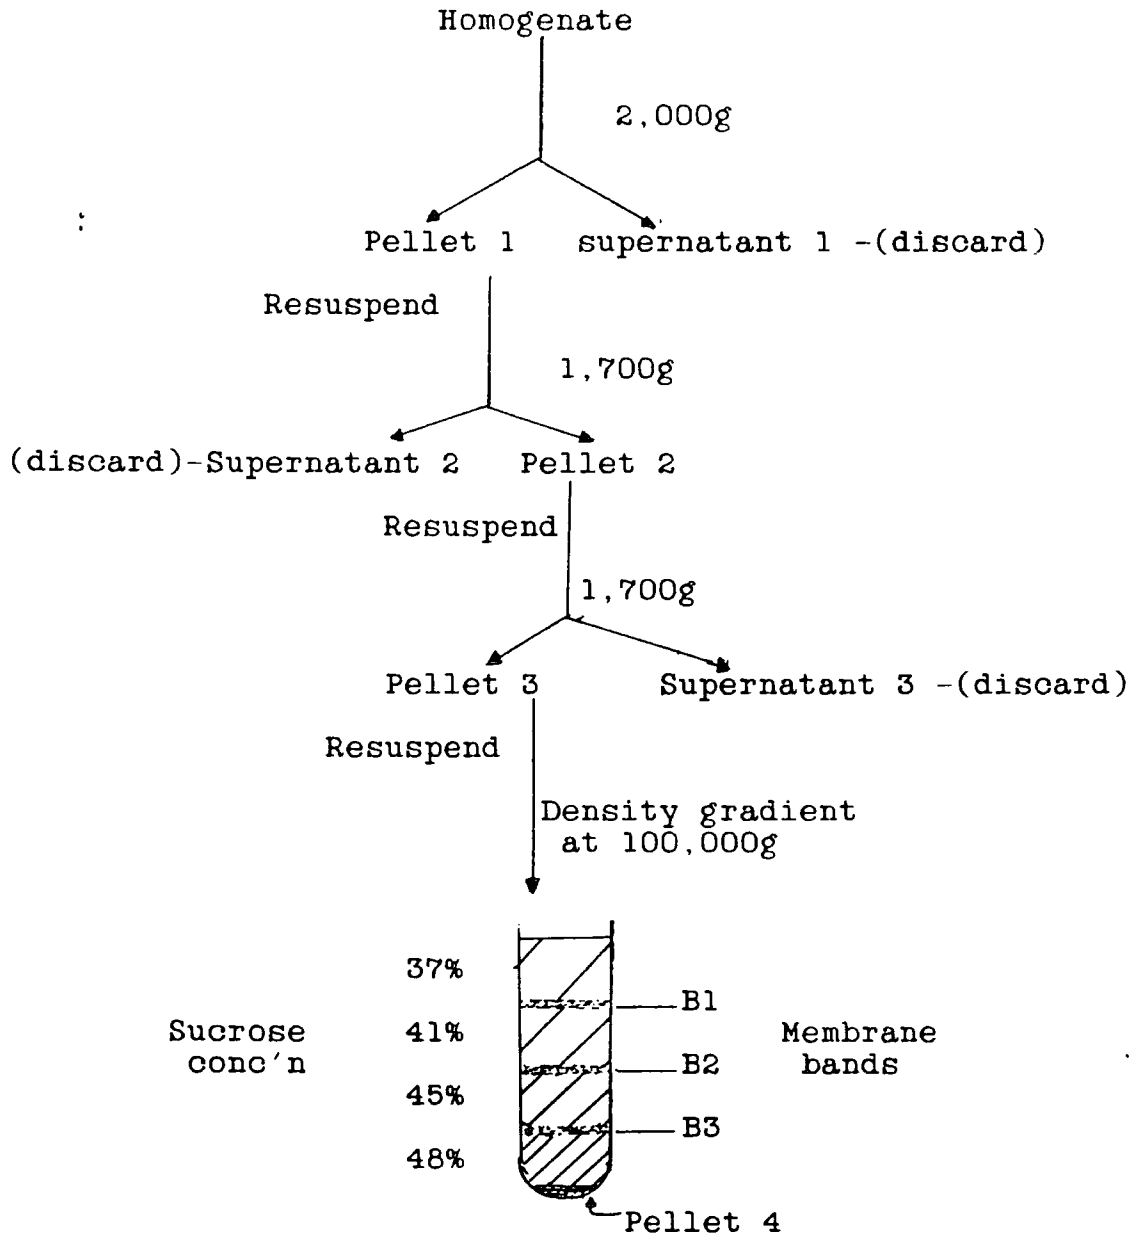 Homogenate
2,000g
Pellet 1 supernatant 1 -(discard)
Resuspend
1,700g
(discard)-Supernatant 2 Pellet 2
Resuspend
1,700g
Pellet 3 Supernatant 3 -(discard)
Resuspend
Density gradient
at 100,000g
37%
B1
Sucrose
conc'n
41%
Membrane
bands
B2
45%
B3
48%
Pellet 4